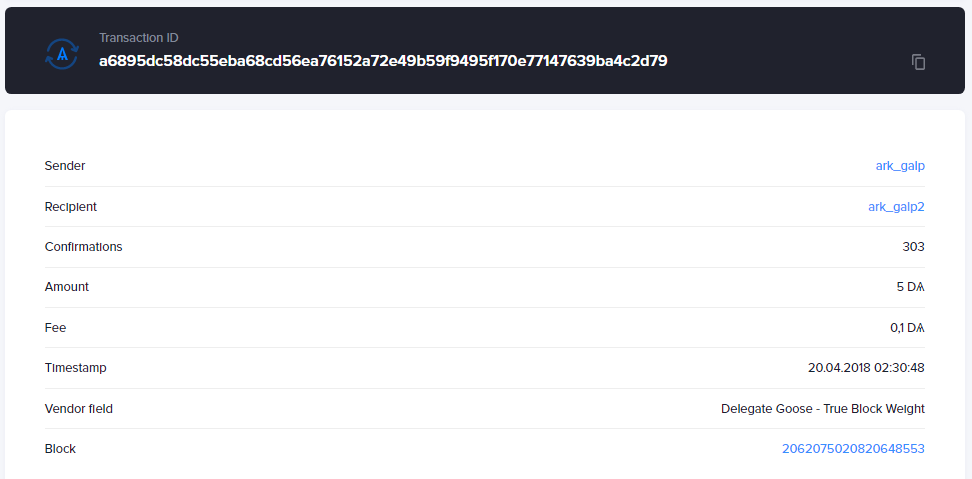 Transaction ID
a6895dc58dc55eba68cd56ea76152a72e49b59f9495f170e77147639ba4c2d79
Sender ark_galp
Recipient ark_galp2
Confirmations 303
Amount 5 DѦ
Fee 0,1 DѦ
Timestamp 20.04.2018 02:30:48
Vendor field Delegate Goose - True Block Weight
Block 2062075020820648553